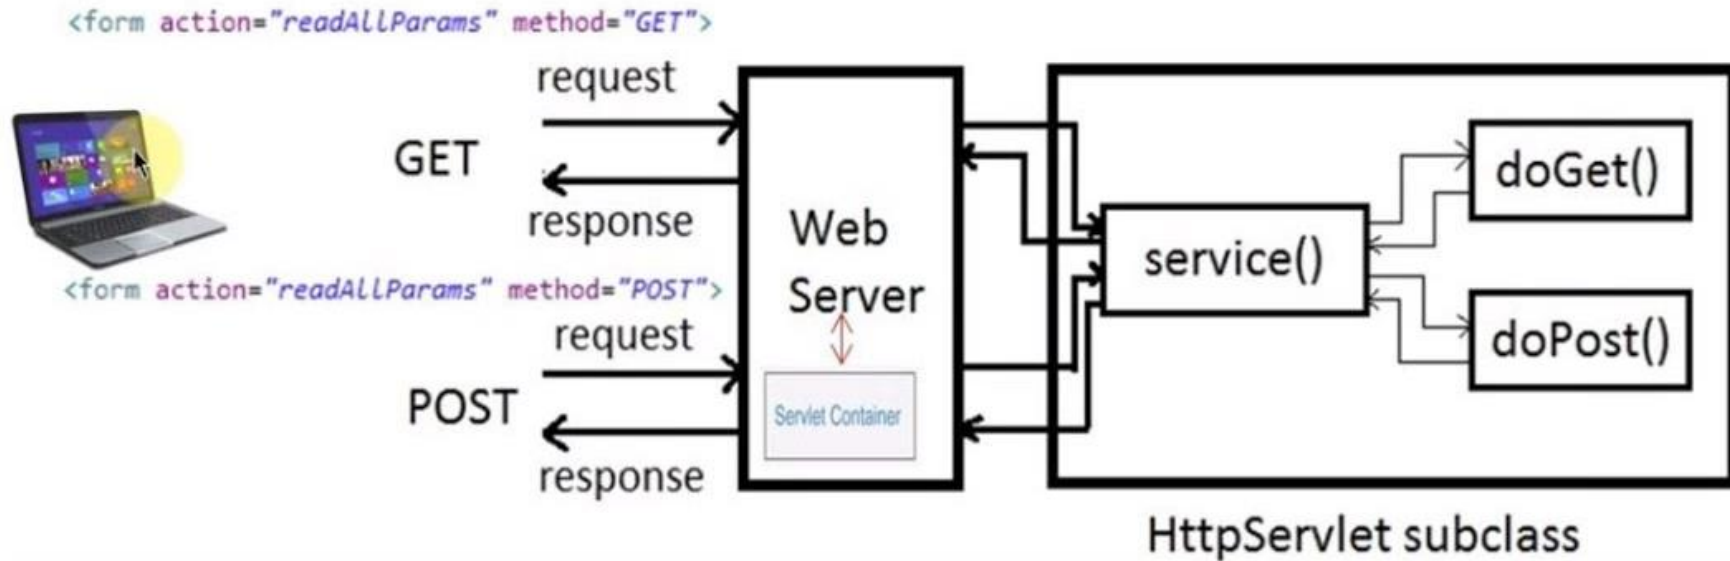 <form action="readAllParams" method="GET">
request
GET
response
<form action="readAllParams" method="POST">
request
POST
response
Web
Server
Servlet Container
service()
doGet()
doPost()
HttpServlet subclass